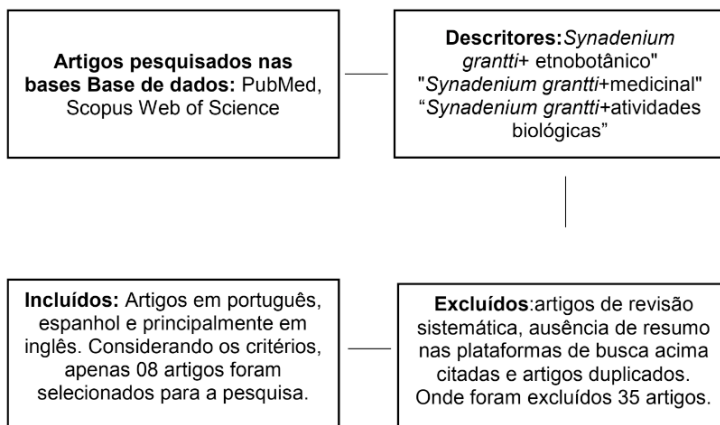 Artigos pesquisados nas
bases Base de dados: PubMed,
Scopus Web of Science
Descritores:Synadenium
grantti+ etnobotânico"
"Synadenium grantti+medicinal"
“Synadenium grantti+atividades
biológicas”
Incluídos: Artigos em português,
espanhol e principalmente em
inglês. Considerando os critérios,
apenas 08 artigos foram
selecionados para a pesquisa.
Excluídos:artigos de revisão
sistemática, ausência de resumo
nas plataformas de busca acima
citadas e artigos duplicados.
Onde foram excluídos 35 artigos.